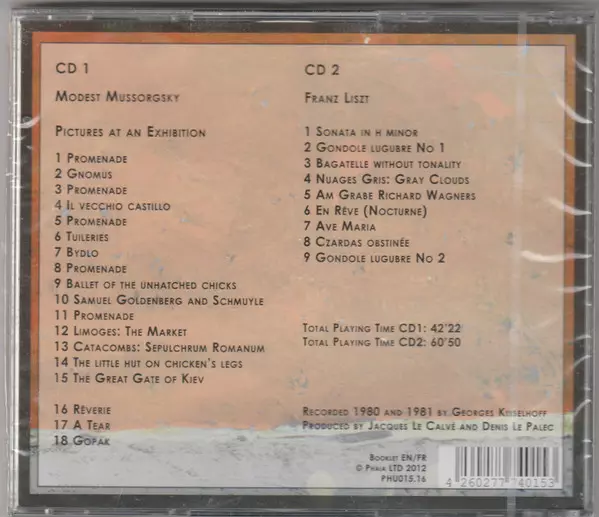 CD 1
Modest Mussorgsky
Pictures at an Exhibition
1 Promenade
2 Gnomus
3 Promenade
4 Il vecchio castillo
5 Promenade
6 Tuileries
7 Bydlo
8 Promenade
9 Ballet of the unhatched chicks
10 Samuel Goldenberg and Schmuyle
11 Promenade
12 Limoges: The Market
13 Catacombs: Sepulchrum Romanum
14 The little hut on chicken's legs
15 The Great Gate of Kiev
16 Rêverie
17 A Tear
18 Gopak
CD 2
Franz Liszt
1 Sonata in h minor
2 Gondole lugubre No 1
3 Bagatelle without tonality
4 Nuages Gris: Gray Clouds
5 Am Grabe Richard Wagners
6 En Rêve (Nocturne)
7 Ave Maria
8 Czardas obstinée
9 Gondole lugubre No 2
Total Playing Time CD1: 42'22
Total Playing Time CD2: 60'50
Recorded 1980 and 1981 by Georges Kisselhoff
Produced by Jacques Le Calvé and Denis Le Palec
Booklet EN/FR
© Phaia LTD 2012
PHU015.16
4 260277 740153